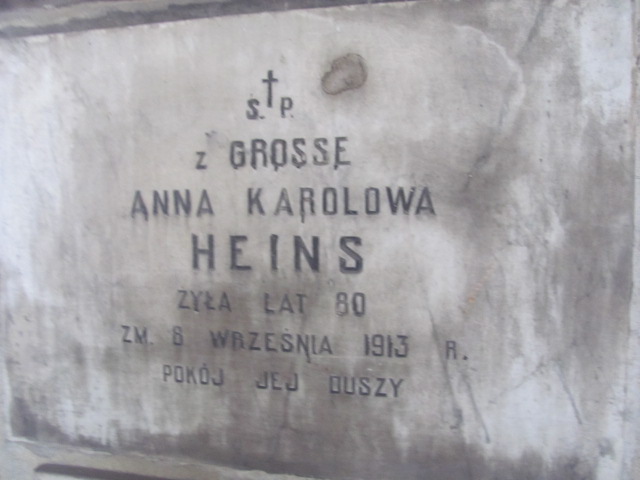 Ś. † P.
z GROSSE
ANNA KAROLOWA
HEINS
ŻYŁA LAT 80
ZM. 8 WRZEŚNIA 1913 R.
POKÓJ JEJ DUSZY